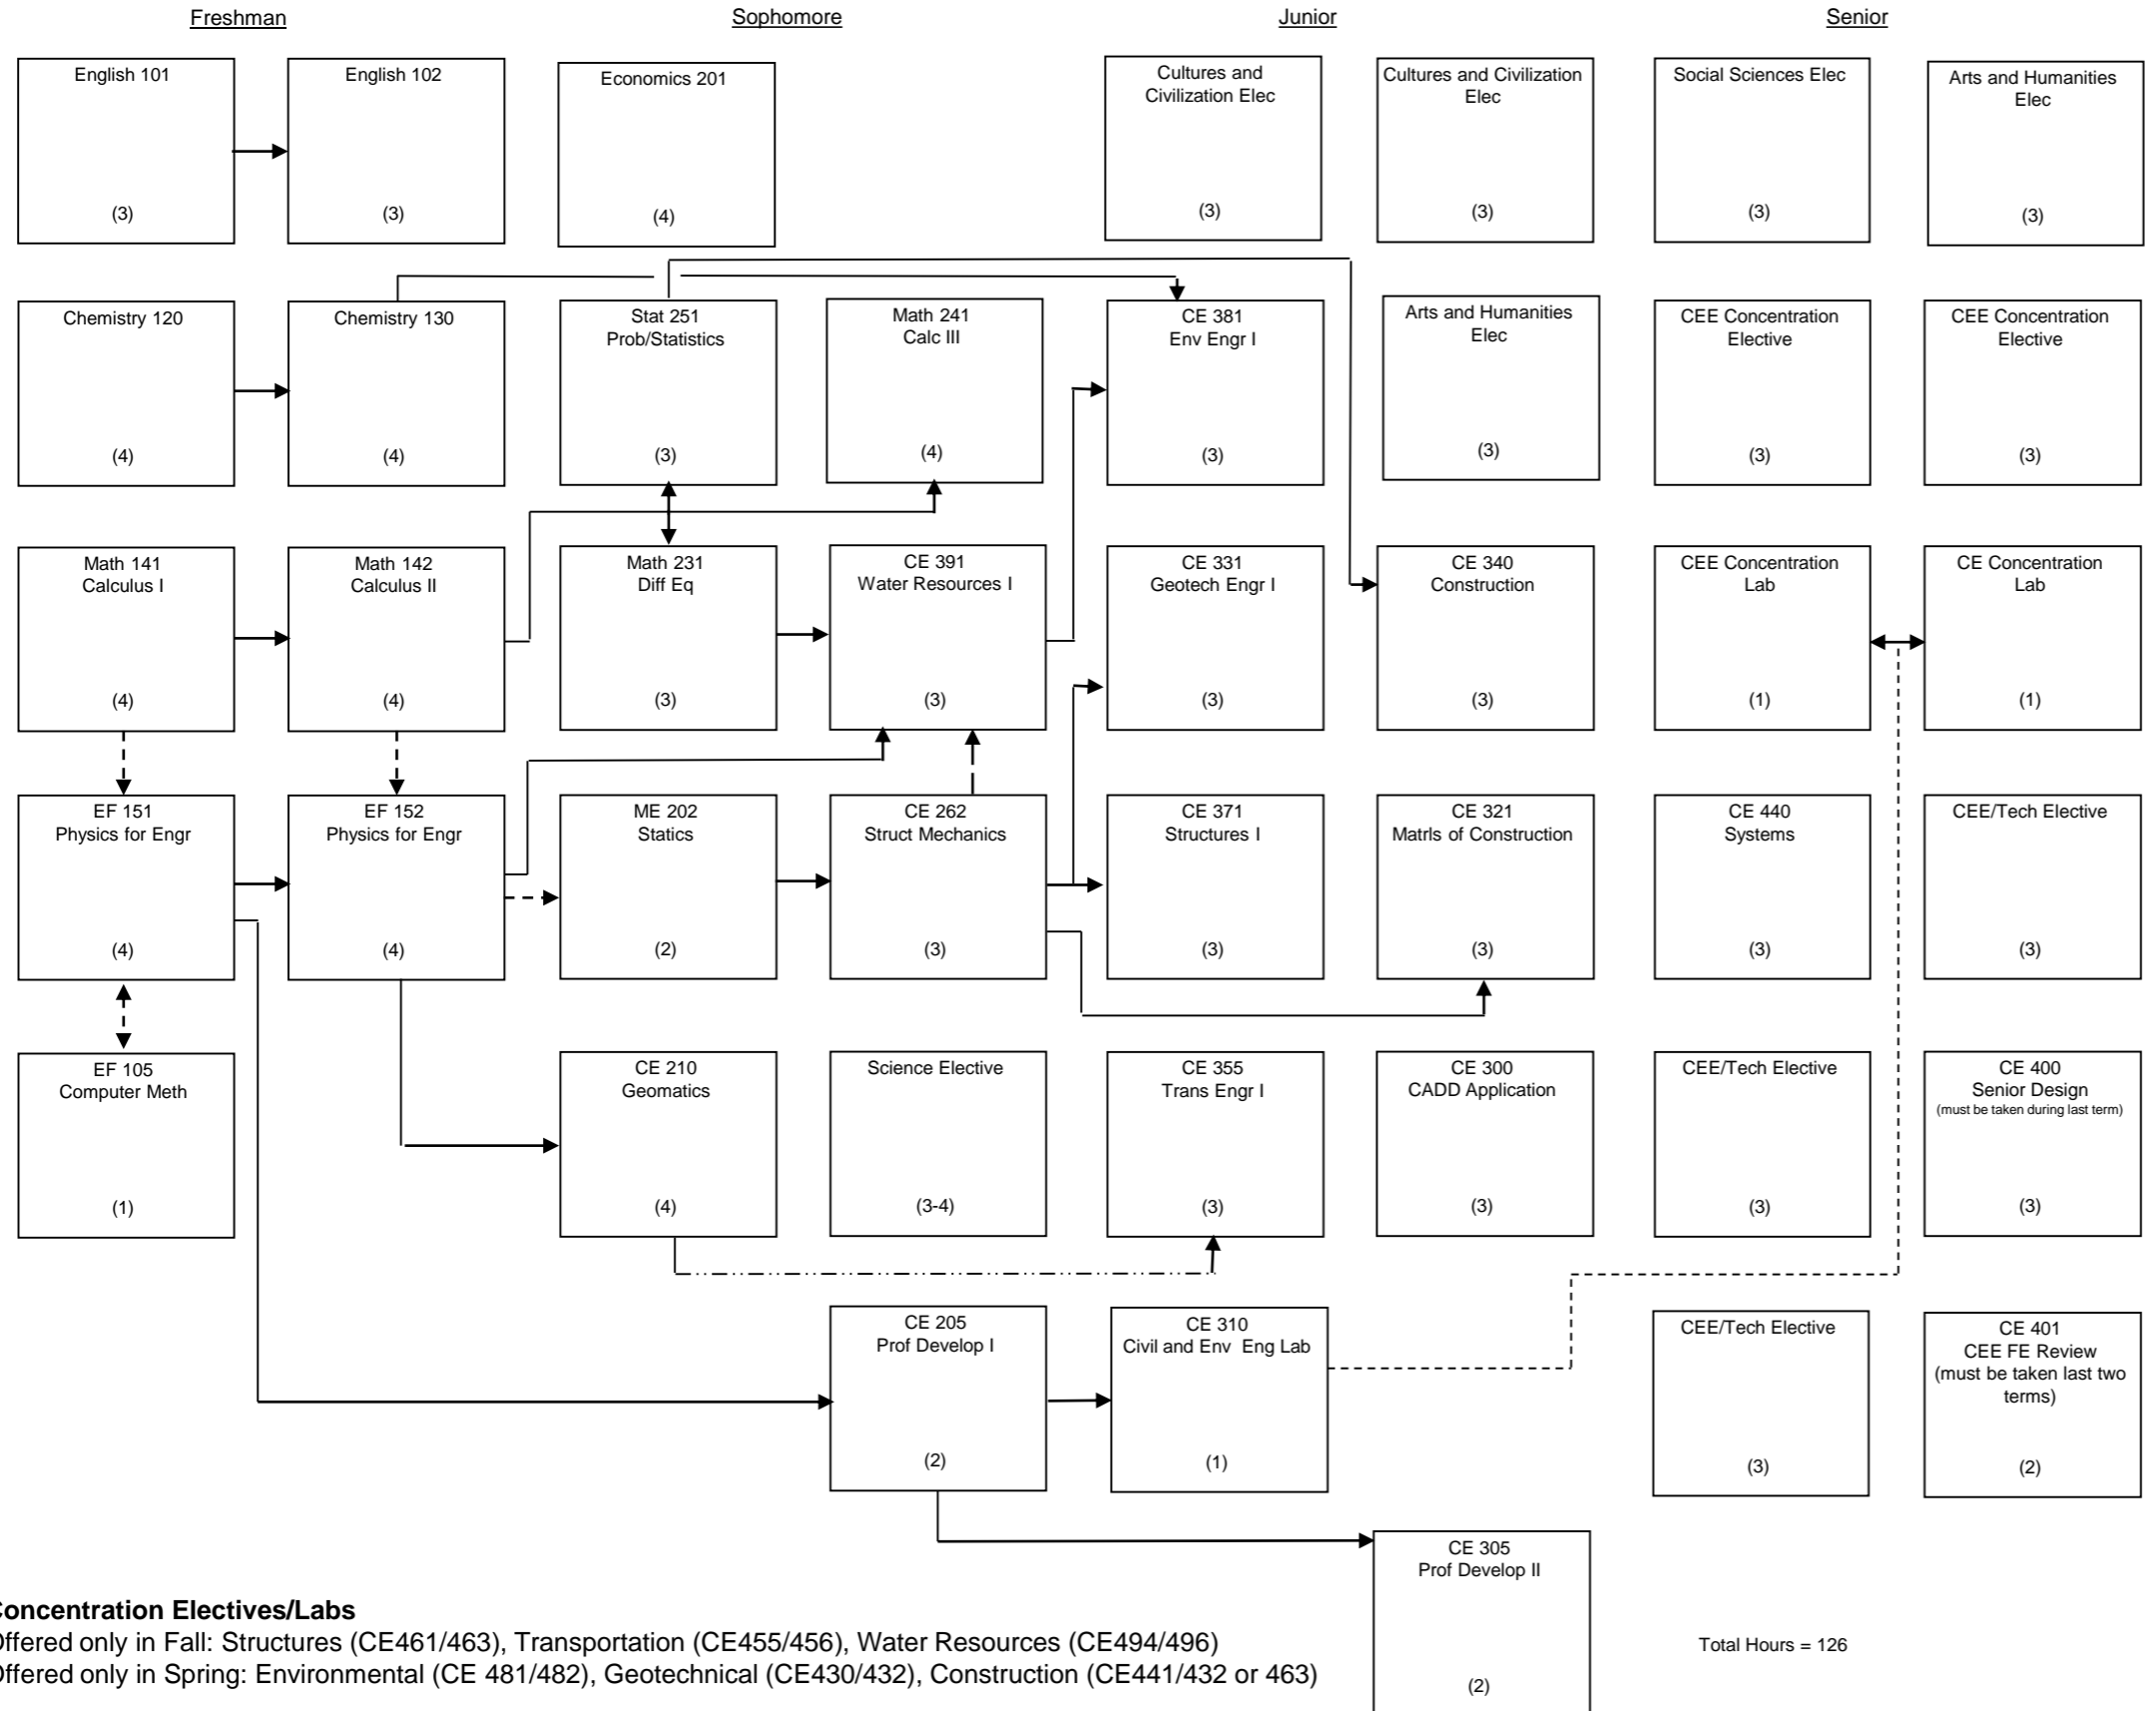 Freshman
Sophomore
Junior
Senior
English 101
(3)
English 102
(3)
Economics 201
(4)
Cultures and
Civilization Elec
(3)
Cultures and Civilization
Elec
(3)
Social Sciences Elec
(3)
Arts and Humanities
Elec
(3)
Chemistry 120
(4)
Chemistry 130
(4)
Stat 251
Prob/Statistics
(3)
Math 241
Calc III
(4)
CE 381
Env Engr I
(3)
Arts and Humanities
Elec
(3)
CEE Concentration
Elective
(3)
CEE Concentration
Elective
(3)
Math 141
Calculus I
(4)
Math 142
Calculus II
(4)
Math 231
Diff Eq
(3)
CE 391
Water Resources I
(3)
CE 331
Geotech Engr I
(3)
CE 340
Construction
(3)
CEE Concentration
Lab
(1)
CE Concentration
Lab
(1)
EF 151
Physics for Engr
(4)
EF 152
Physics for Engr
(4)
ME 202
Statics
(2)
CE 262
Struct Mechanics
(3)
CE 371
Structures I
(3)
CE 321
Matrls of Construction
(3)
CE 440
Systems
(3)
CEE/Tech Elective
(3)
EF 105
Computer Meth
(1)
CE 210
Geomatics
(4)
Science Elective
(3-4)
CE 355
Trans Engr I
(3)
CE 300
CADD Application
(3)
CEE/Tech Elective
(3)
CE 400
Senior Design
(must be taken during last term)
(3)
CE 205
Prof Develop I
(2)
CE 310
Civil and Env Eng Lab
(1)
CEE/Tech Elective
(3)
CE 401
CEE FE Review
(must be taken last two
terms)
(2)
CE 305
Prof Develop II
(2)
Concentration Electives/Labs
Offered only in Fall: Structures (CE461/463), Transportation (CE455/456), Water Resources (CE494/496)
Offered only in Spring: Environmental (CE 481/482), Geotechnical (CE430/432), Construction (CE441/432 or 463)
Total Hours = 126